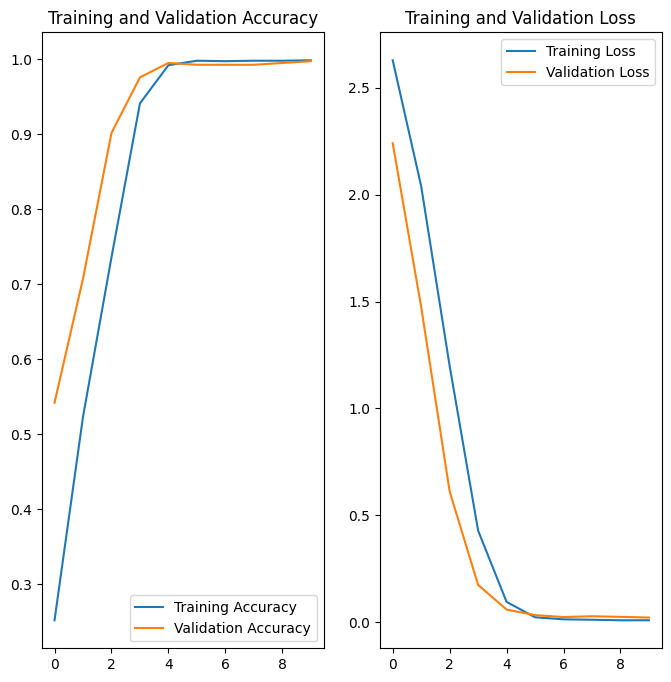 Training and Validation Accuracy
1.0
0.9
0.8
0.7
0.6
0.5
0.4
0.3
0 2 4 6 8
Training Accuracy
Validation Accuracy
Training and Validation Loss
2.5
2.0
1.5
1.0
0.5
0.0
0 2 4 6 8
Training Loss
Validation Loss